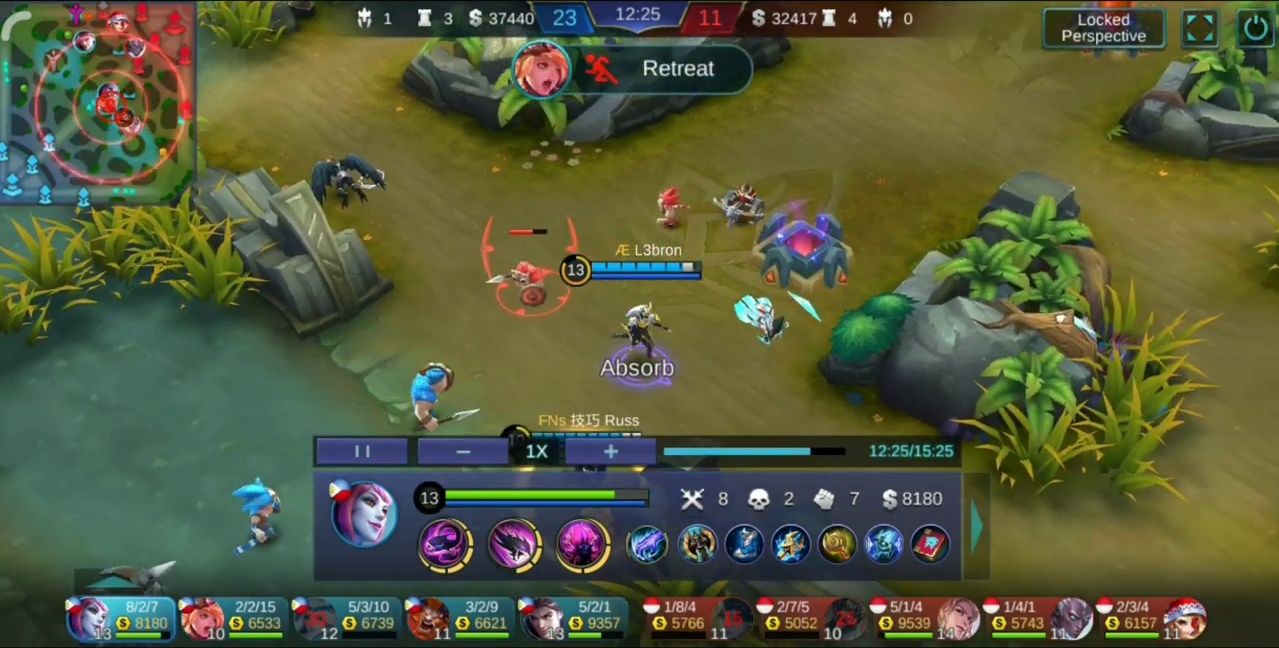 1 3 $ 37440 23 12:25 11 $ 32417 4 0
Locked
Perspective
Retreat
Æ L3bron
13
Absorb
FNs 技巧 Russ
1X
12:25/15:25
13 8 2 7 $ 8180
8/2/7 2/2/15 5/3/10 3/2/9 5/2/1 1/8/4 2/7/5 5/1/4 1/4/1 2/3/4
8180 6533 6739 6621 9357 5766 5052 9539 5743 6157
13 10 12 11 13 11 10 14 11 11